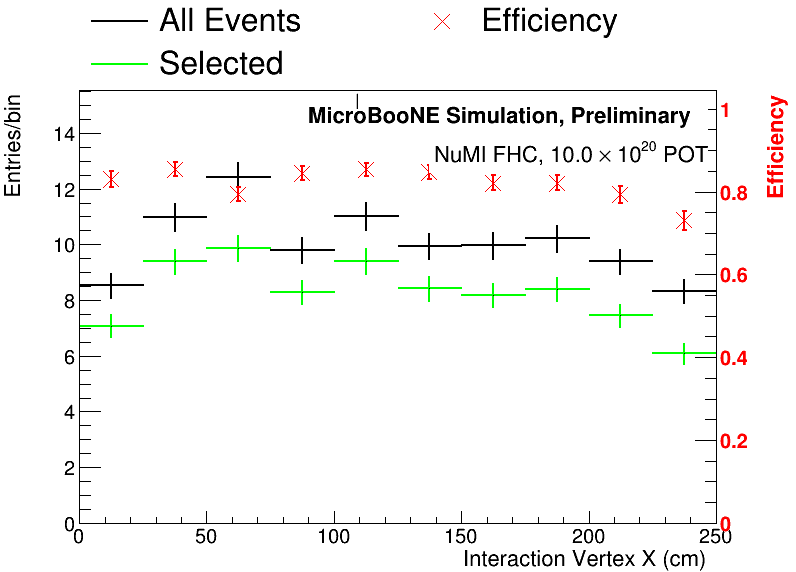 All Events
Efficiency
Selected
Entries/bin
Efficiency
MicroBooNE Simulation, Preliminary
NuMI FHC, 10.0 × 10²⁰ POT
14
12
10
8
6
4
2
0
1
0.8
0.6
0.4
0.2
0
0
50
100
150
200
250
Interaction Vertex X (cm)